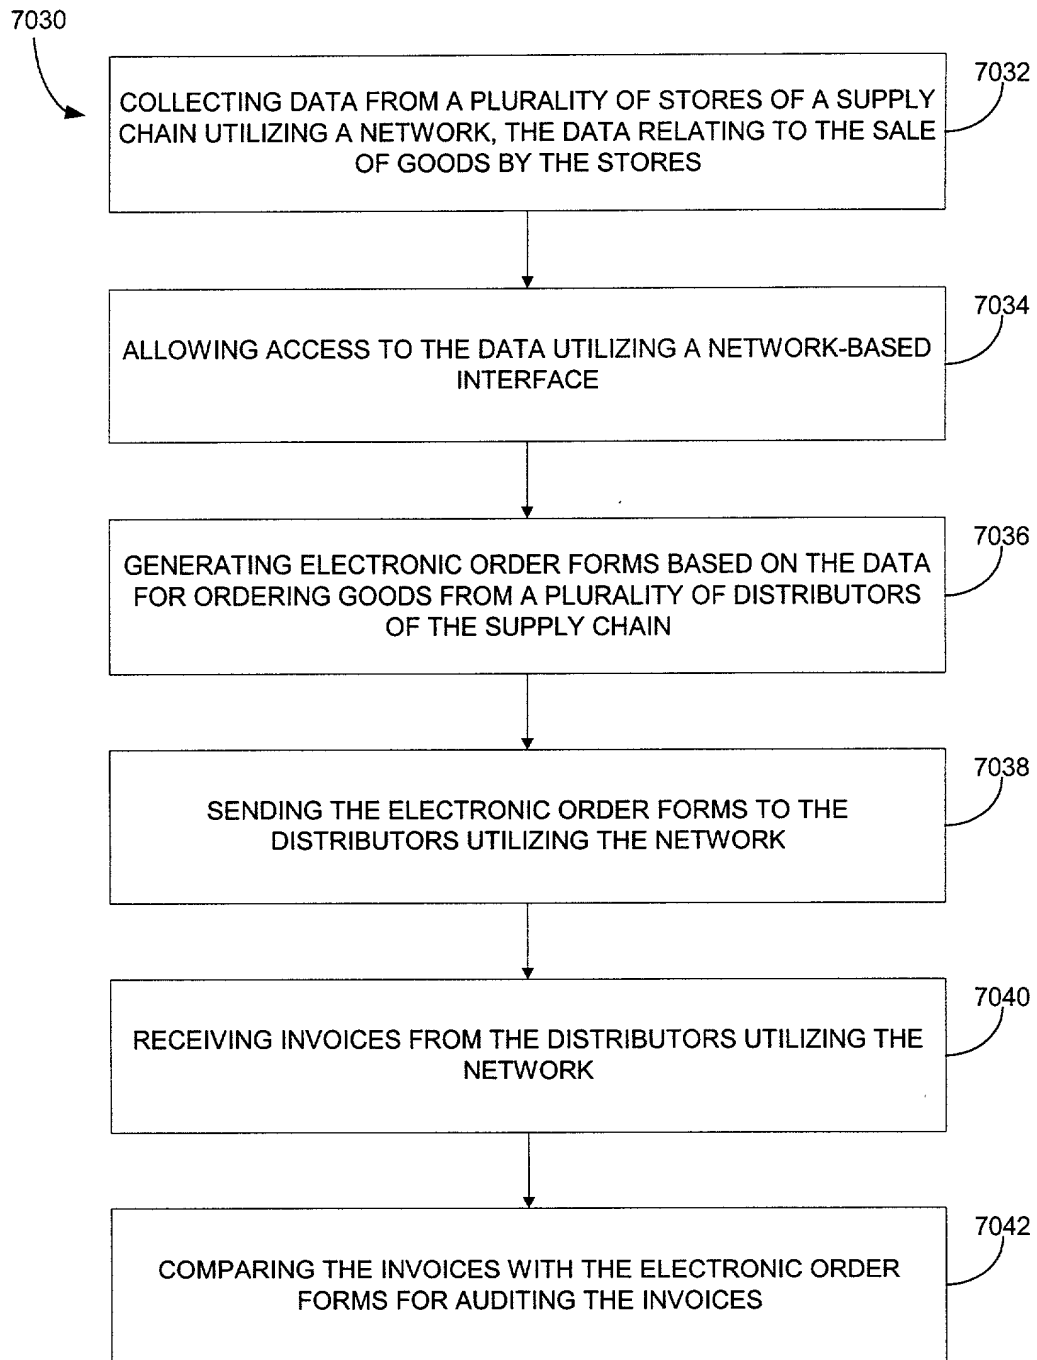 7030
7032
COLLECTING DATA FROM A PLURALITY OF STORES OF A SUPPLY
CHAIN UTILIZING A NETWORK, THE DATA RELATING TO THE SALE
OF GOODS BY THE STORES
7034
ALLOWING ACCESS TO THE DATA UTILIZING A NETWORK-BASED
INTERFACE
7036
GENERATING ELECTRONIC ORDER FORMS BASED ON THE DATA
FOR ORDERING GOODS FROM A PLURALITY OF DISTRIBUTORS
OF THE SUPPLY CHAIN
7038
SENDING THE ELECTRONIC ORDER FORMS TO THE
DISTRIBUTORS UTILIZING THE NETWORK
7040
RECEIVING INVOICES FROM THE DISTRIBUTORS UTILIZING THE
NETWORK
7042
COMPARING THE INVOICES WITH THE ELECTRONIC ORDER
FORMS FOR AUDITING THE INVOICES